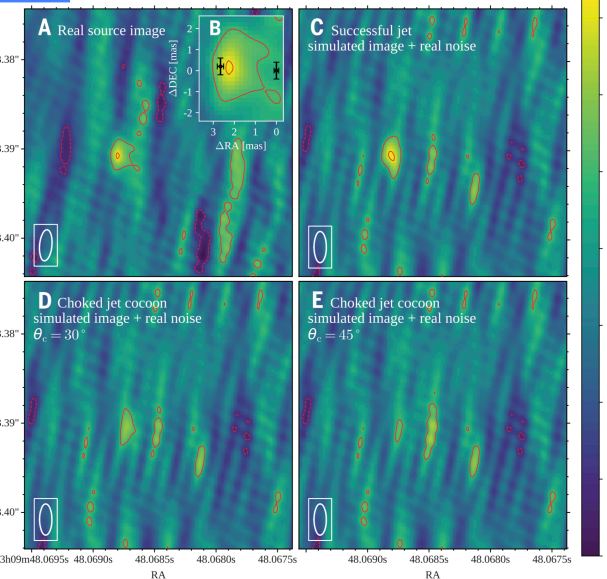 A Real source image
B
ΔDEC [mas]
2
1
0
-1
-2
3 2 1 0
ΔRA [mas]
C Successful jet
simulated image + real noise
.38"
.39"
.40"
D Choked jet cocoon
simulated image + real noise
θc = 30°
E Choked jet cocoon
simulated image + real noise
θc = 45°
.38"
.39"
.40"
3h09m48.0695s 48.0690s 48.0685s 48.0680s 48.0675s
48.0690s 48.0685s 48.0680s 48.0675s
RA
RA